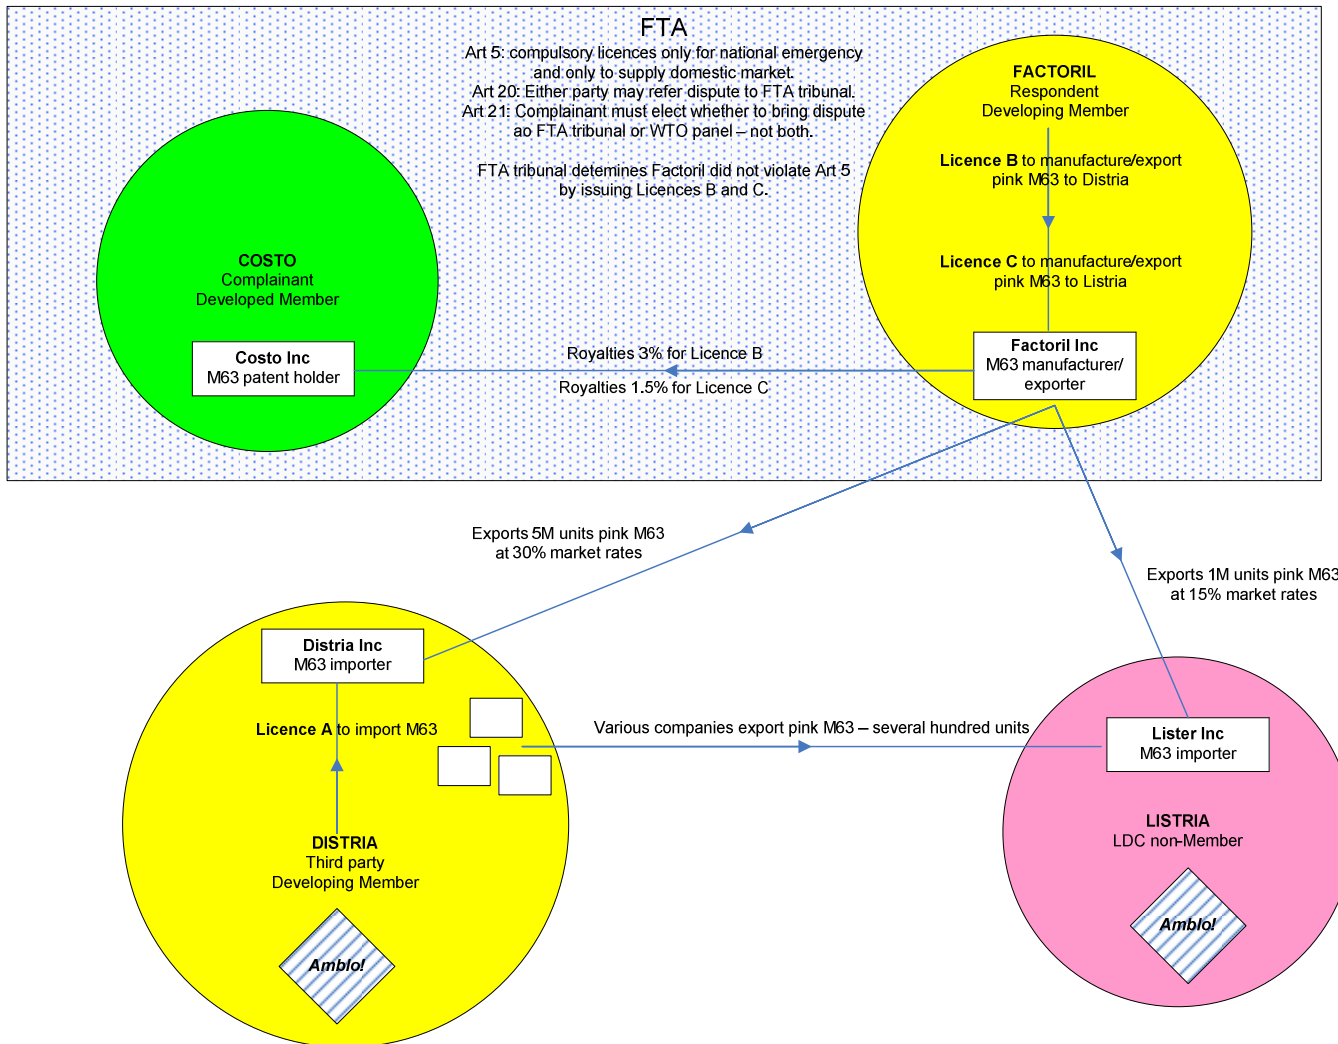 FTA
Art 5: compulsory licences only for national emergency
and only to supply domestic market.
Art 20: Either party may refer dispute to FTA tribunal.
Art 21: Complainant must elect whether to bring dispute
ao FTA tribunal or WTO panel – not both.
FTA tribunal detemines Factoril did not violate Art 5
by issuing Licences B and C.
FACTORIL
Respondent
Developing Member
Licence B to manufacture/export
pink M63 to Distria
Licence C to manufacture/export
pink M63 to Listria
Factoril Inc
M63 manufacturer/
exporter
COSTO
Complainant
Developed Member
Costo Inc
M63 patent holder
Royalties 3% for Licence B
Royalties 1.5% for Licence C
Exports 5M units pink M63
at 30% market rates
Exports 1M units pink M63
at 15% market rates
Distria Inc
M63 importer
Licence A to import M63
Various companies export pink M63 – several hundred units
Lister Inc
M63 importer
DISTRIA
Third party
Developing Member
Amblo!
LISTRIA
LDC non-Member
Amblo!